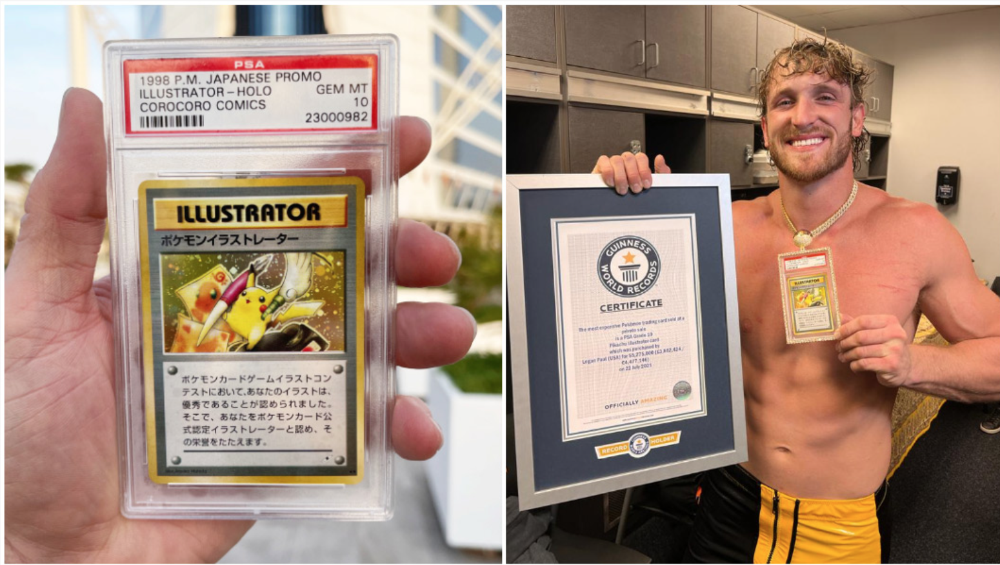 PSA
1998 P.M. JAPANESE PROMO
ILLUSTRATOR-HOLO GEM MT
COROCORO COMICS 10
23000982
ILLUSTRATOR
ポケモンイラストレーター
ポケモンカードゲームイラストコン
テストにおいて、あなたのイラストは、
優秀であることが認められました。
そこで、あなたをポケモンカード公
式認定イラストレーターと認め、そ
の栄誉をたたえます。
GUINNESS
WORLD RECORDS
CERTIFICATE
The most expensive Pokémon trading card sold at a
private sale
is a PSA Grade 10
Pikachu Illustrator card
which was purchased by
Logan Paul (USA) for $5,275,000
on 22 July 2021
OFFICIALLY AMAZING
RECORD HOLDER
ILLUSTRATOR